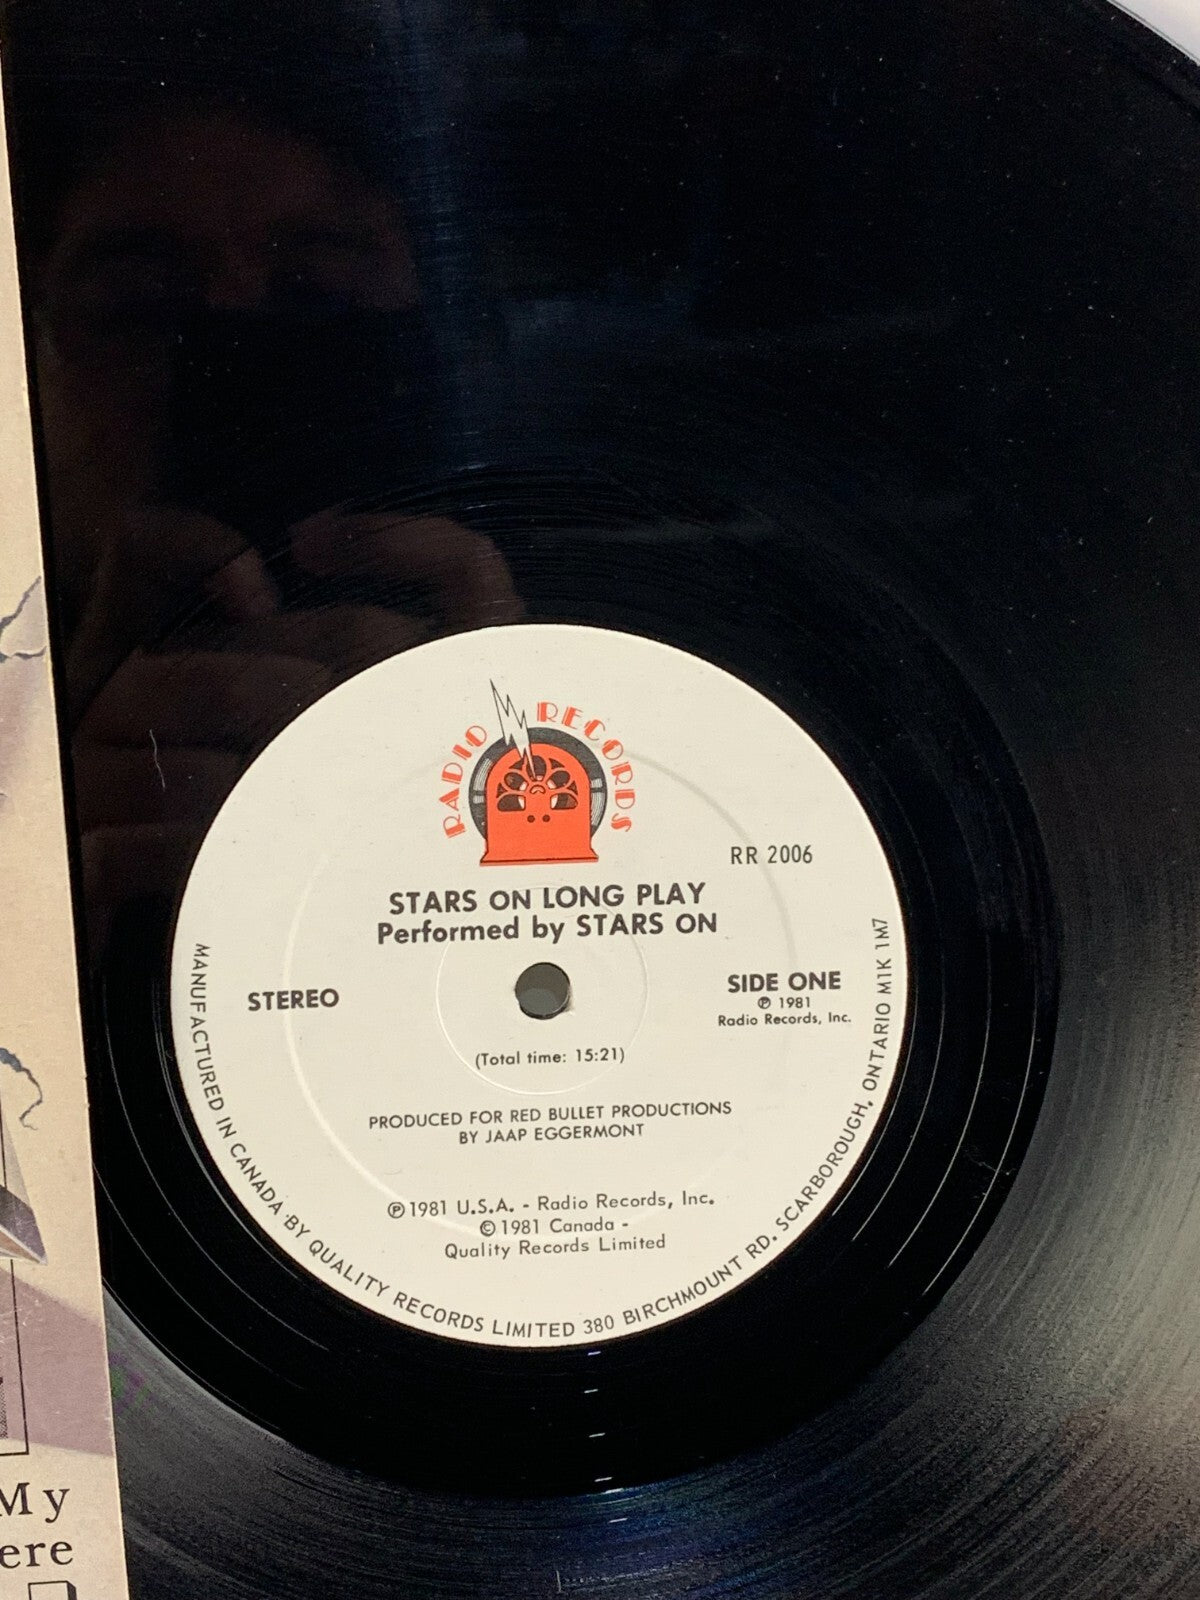 RADIO RECORDS
RR 2006
STARS ON LONG PLAY
Performed by STARS ON
STEREO
SIDE ONE
℗ 1981
Radio Records, Inc.
(Total time: 15:21)
PRODUCED FOR RED BULLET PRODUCTIONS
BY JAAP EGGERMONT
℗1981 U.S.A. - Radio Records, Inc.
©1981 Canada -
Quality Records Limited
MANUFACTURED IN CANADA BY QUALITY RECORDS LIMITED 380 BIRCHMOUNT RD. SCARBOROUGH, ONTARIO M1K 1M7
My
ere